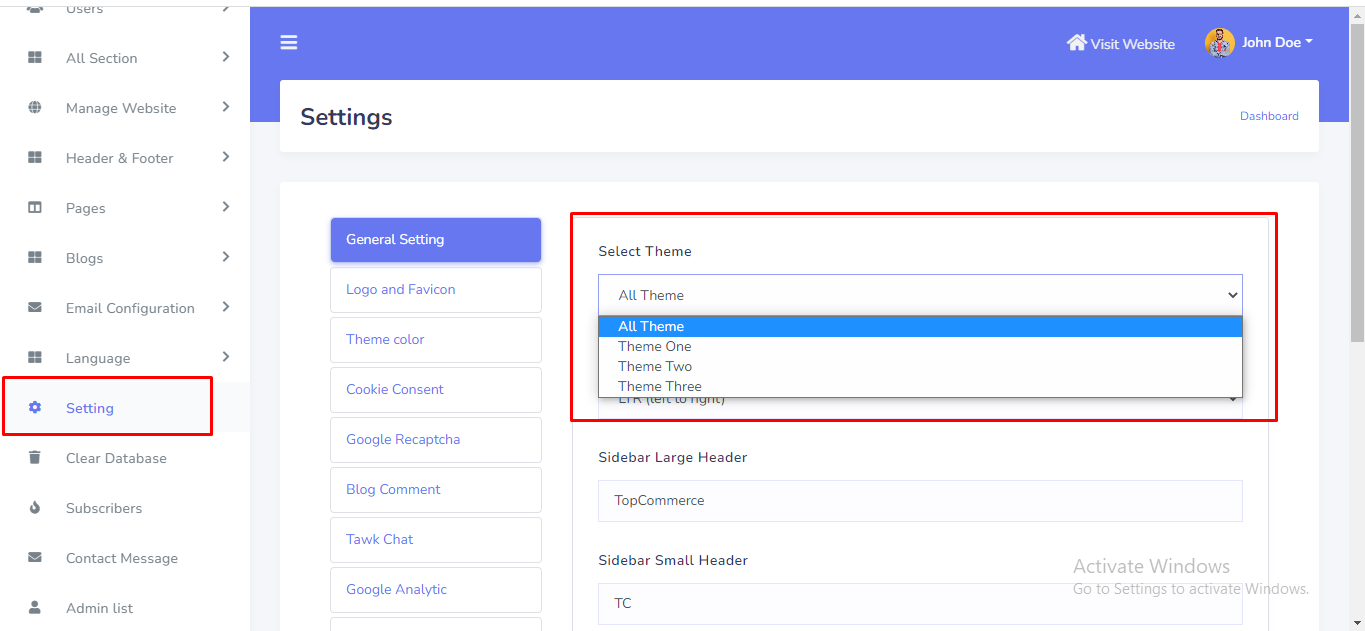 Users
All Section
Manage Website
Header & Footer
Pages
Blogs
Email Configuration
Language
Setting
Clear Database
Subscribers
Contact Message
Admin list
Visit Website
John Doe
Settings
Dashboard
General Setting
Logo and Favicon
Theme color
Cookie Consent
Google Recaptcha
Blog Comment
Tawk Chat
Google Analytic
Select Theme
All Theme
All Theme
Theme One
Theme Two
Theme Three
LTR (left to right)
Sidebar Large Header
TopCommerce
Sidebar Small Header
TC
Activate Windows
Go to Settings to activate Windows.